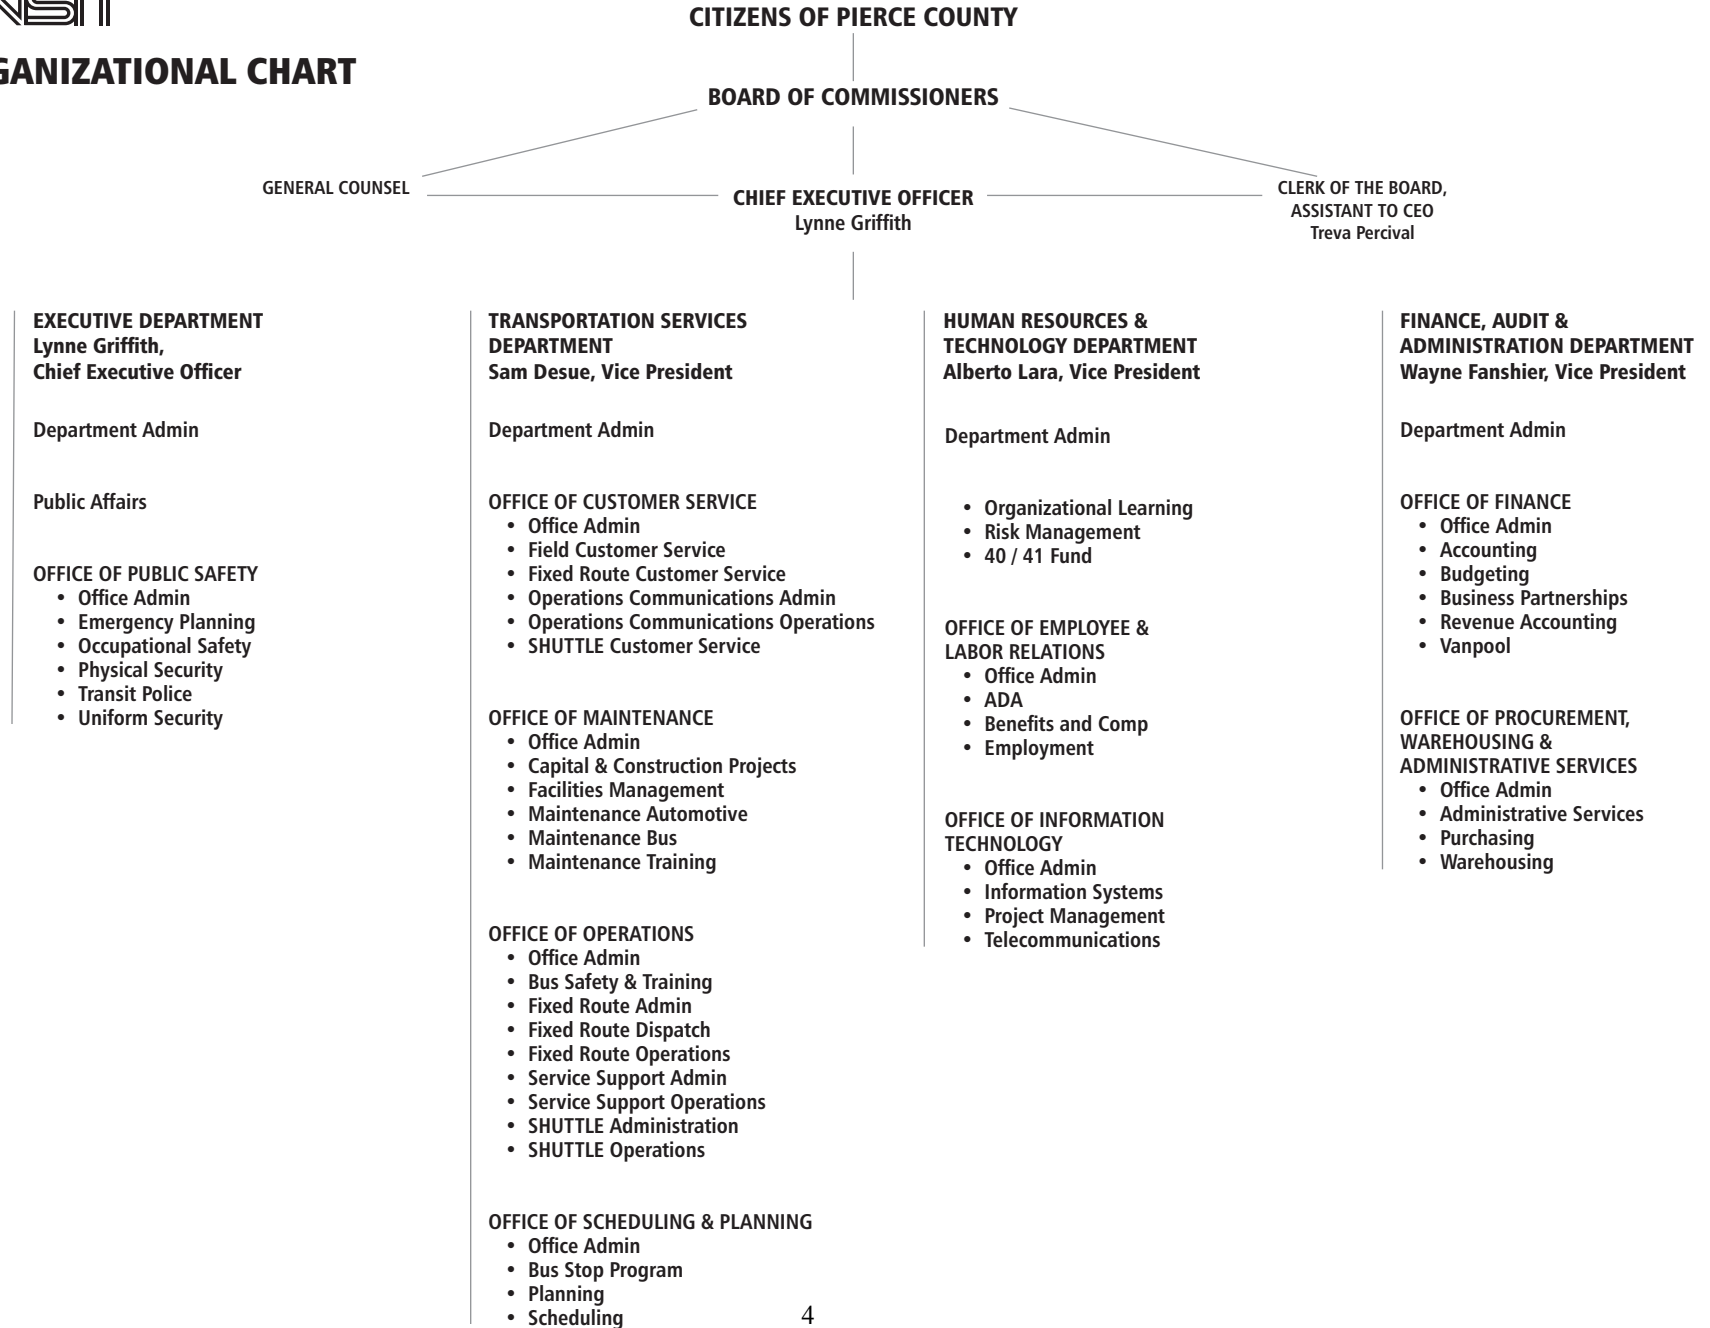 NSIT
GANIZATIONAL CHART
CITIZENS OF PIERCE COUNTY
BOARD OF COMMISSIONERS
GENERAL COUNSEL
CHIEF EXECUTIVE OFFICER
Lynne Griffith
CLERK OF THE BOARD,
ASSISTANT TO CEO
Treva Percival
EXECUTIVE DEPARTMENT
Lynne Griffith,
Chief Executive Officer
Department Admin
Public Affairs
OFFICE OF PUBLIC SAFETY
• Office Admin
• Emergency Planning
• Occupational Safety
• Physical Security
• Transit Police
• Uniform Security
TRANSPORTATION SERVICES
DEPARTMENT
Sam Desue, Vice President
Department Admin
OFFICE OF CUSTOMER SERVICE
• Office Admin
• Field Customer Service
• Fixed Route Customer Service
• Operations Communications Admin
• Operations Communications Operations
• SHUTTLE Customer Service
OFFICE OF MAINTENANCE
• Office Admin
• Capital & Construction Projects
• Facilities Management
• Maintenance Automotive
• Maintenance Bus
• Maintenance Training
OFFICE OF OPERATIONS
• Office Admin
• Bus Safety & Training
• Fixed Route Admin
• Fixed Route Dispatch
• Fixed Route Operations
• Service Support Admin
• Service Support Operations
• SHUTTLE Administration
• SHUTTLE Operations
OFFICE OF SCHEDULING & PLANNING
• Office Admin
• Bus Stop Program
• Planning
• Scheduling
HUMAN RESOURCES &
TECHNOLOGY DEPARTMENT
Alberto Lara, Vice President
Department Admin
• Organizational Learning
• Risk Management
• 40 / 41 Fund
OFFICE OF EMPLOYEE &
LABOR RELATIONS
• Office Admin
• ADA
• Benefits and Comp
• Employment
OFFICE OF INFORMATION
TECHNOLOGY
• Office Admin
• Information Systems
• Project Management
• Telecommunications
FINANCE, AUDIT &
ADMINISTRATION DEPARTMENT
Wayne Fanshier, Vice President
Department Admin
OFFICE OF FINANCE
• Office Admin
• Accounting
• Budgeting
• Business Partnerships
• Revenue Accounting
• Vanpool
OFFICE OF PROCUREMENT,
WAREHOUSING &
ADMINISTRATIVE SERVICES
• Office Admin
• Administrative Services
• Purchasing
• Warehousing
4